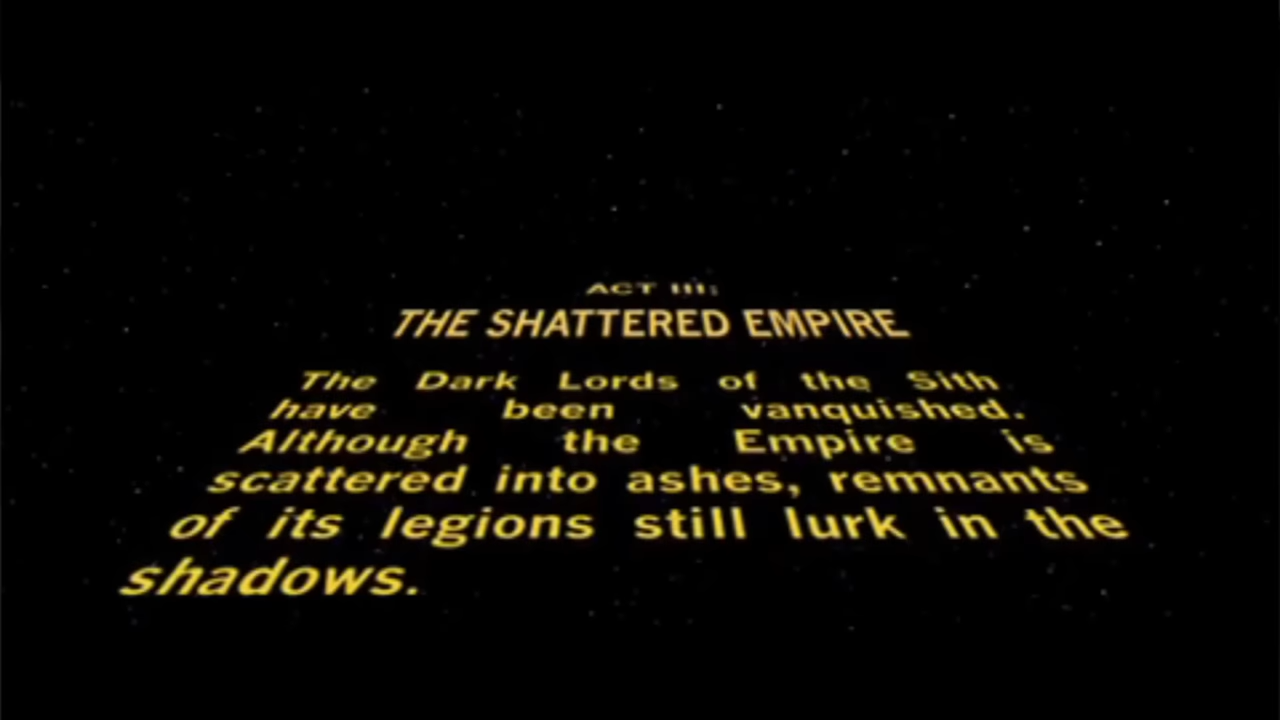 ACT III:
THE SHATTERED EMPIRE
The Dark Lords of the Sith
have been vanquished.
Although the Empire is
scattered into ashes, remnants
of its legions still lurk in the
shadows.